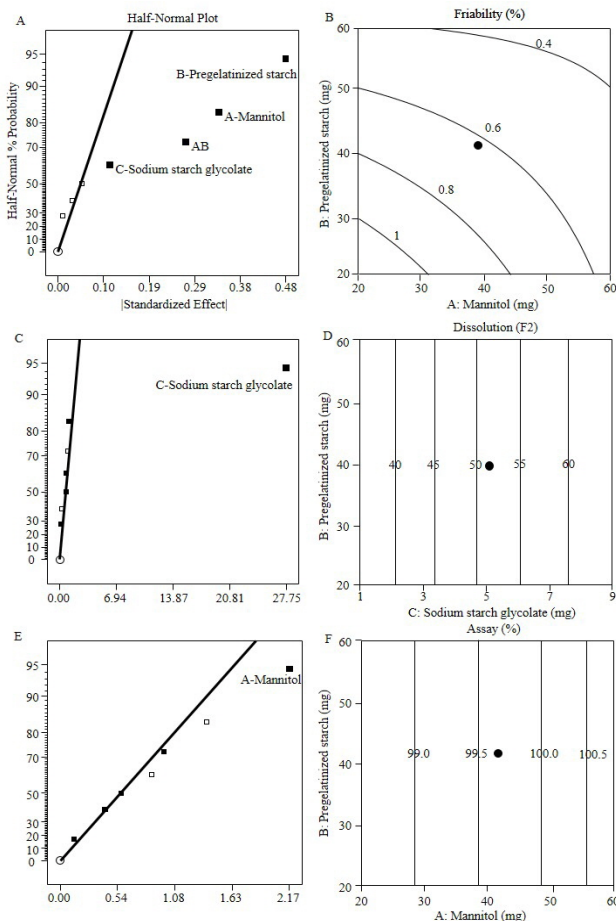 A
Half-Normal Plot
Half-Normal % Probability
95
90
80
70
50
30
20
10
0
B-Pregelatinized starch
A-Mannitol
AB
C-Sodium starch glycolate
0.00 0.10 0.19 0.29 0.38 0.48
|Standardized Effect|
B
Friability (%)
B: Pregelatinized starch (mg)
60
50
40
30
20
0.4
0.6
0.8
1
20 30 40 50 60
A: Mannitol (mg)
C
95
90
80
70
50
30
20
10
0
C-Sodium starch glycolate
0.00 6.94 13.87 20.81 27.75
D
Dissolution (F2)
B: Pregelatinized starch (mg)
60
50
40
30
20
40 45 50 55 60
1 3 5 7 9
C: Sodium starch glycolate (mg)
E
95
90
80
70
50
30
20
10
0
A-Mannitol
0.00 0.54 1.08 1.63 2.17
F
Assay (%)
B: Pregelatinized starch (mg)
60
50
40
30
20
99.0 99.5 100.0 100.5
20 30 40 50 60
A: Mannitol (mg)